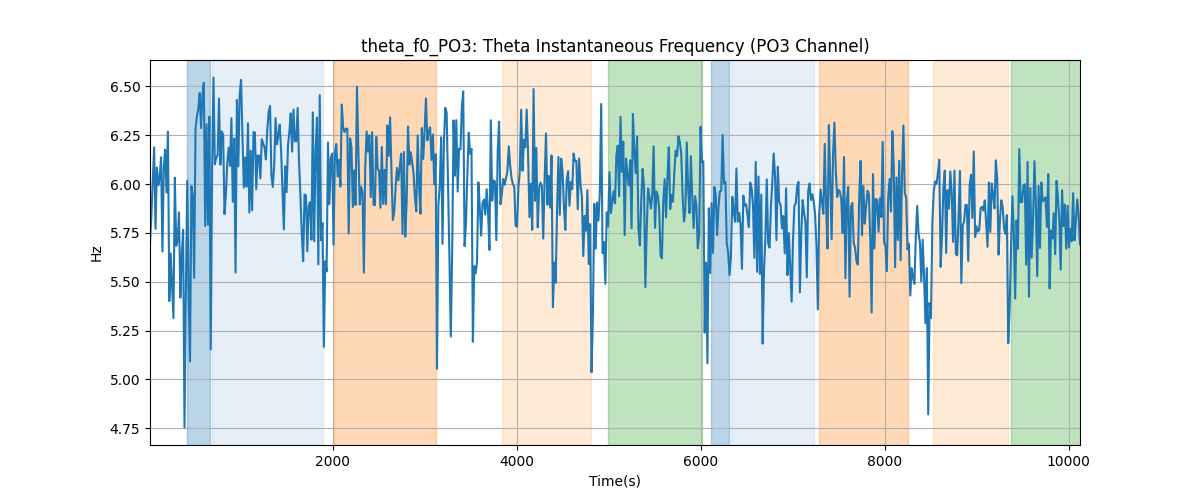 theta_f0_PO3: Theta Instantaneous Frequency (PO3 Channel)
6.50
6.25
6.00
5.75
5.50
5.25
5.00
4.75
Hz
2000 4000 6000 8000 10000
Time(s)